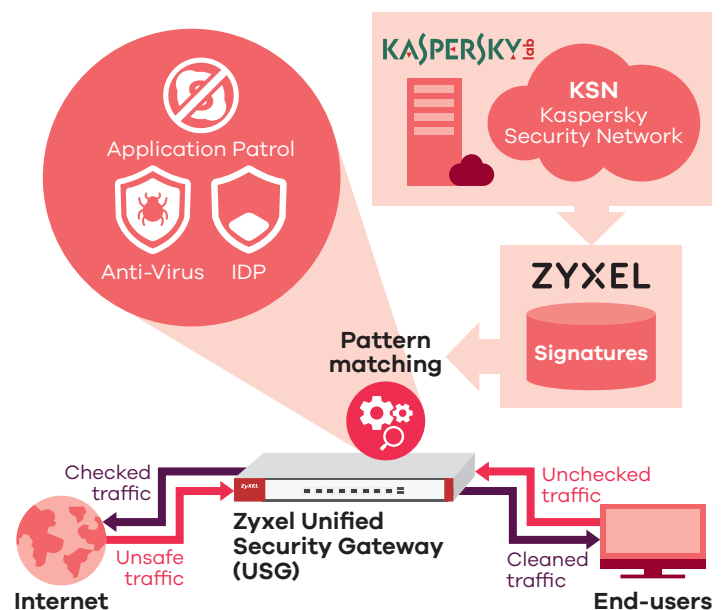 Application Patrol
Anti-Virus
IDP
KASPERSKY lab
KSN
Kaspersky
Security Network
ZYXEL
Signatures
Pattern
matching
ZyXEL
Checked
traffic
Unsafe
traffic
Internet
Zyxel Unified
Security Gateway
(USG)
Unchecked
traffic
Cleaned
traffic
End-users